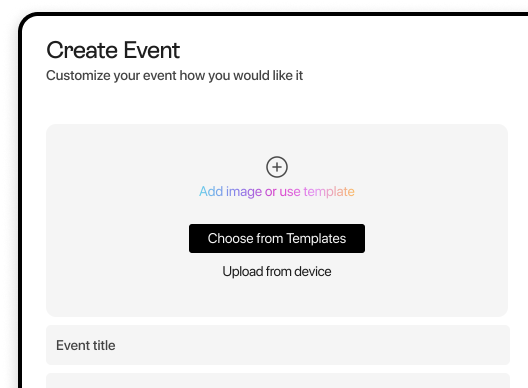 Create Event
Customize your event how you would like it
Add image or use template
Choose from Templates
Upload from device
Event title